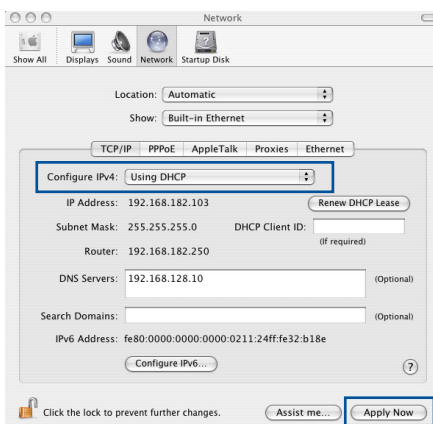 Network
Show All Displays Sound Network Startup Disk
Location: Automatic
Show: Built-in Ethernet
TCP/IP PPPoE AppleTalk Proxies Ethernet
Configure IPv4: Using DHCP
IP Address: 192.168.182.103 Renew DHCP Lease
Subnet Mask: 255.255.255.0 DHCP Client ID:
(If required)
Router: 192.168.182.250
DNS Servers: 192.168.128.10 (Optional)
Search Domains: (Optional)
IPv6 Address: fe80:0000:0000:0000:0211:24ff:fe32:b18e
Configure IPv6... ?
Click the lock to prevent further changes. Assist me... Apply Now